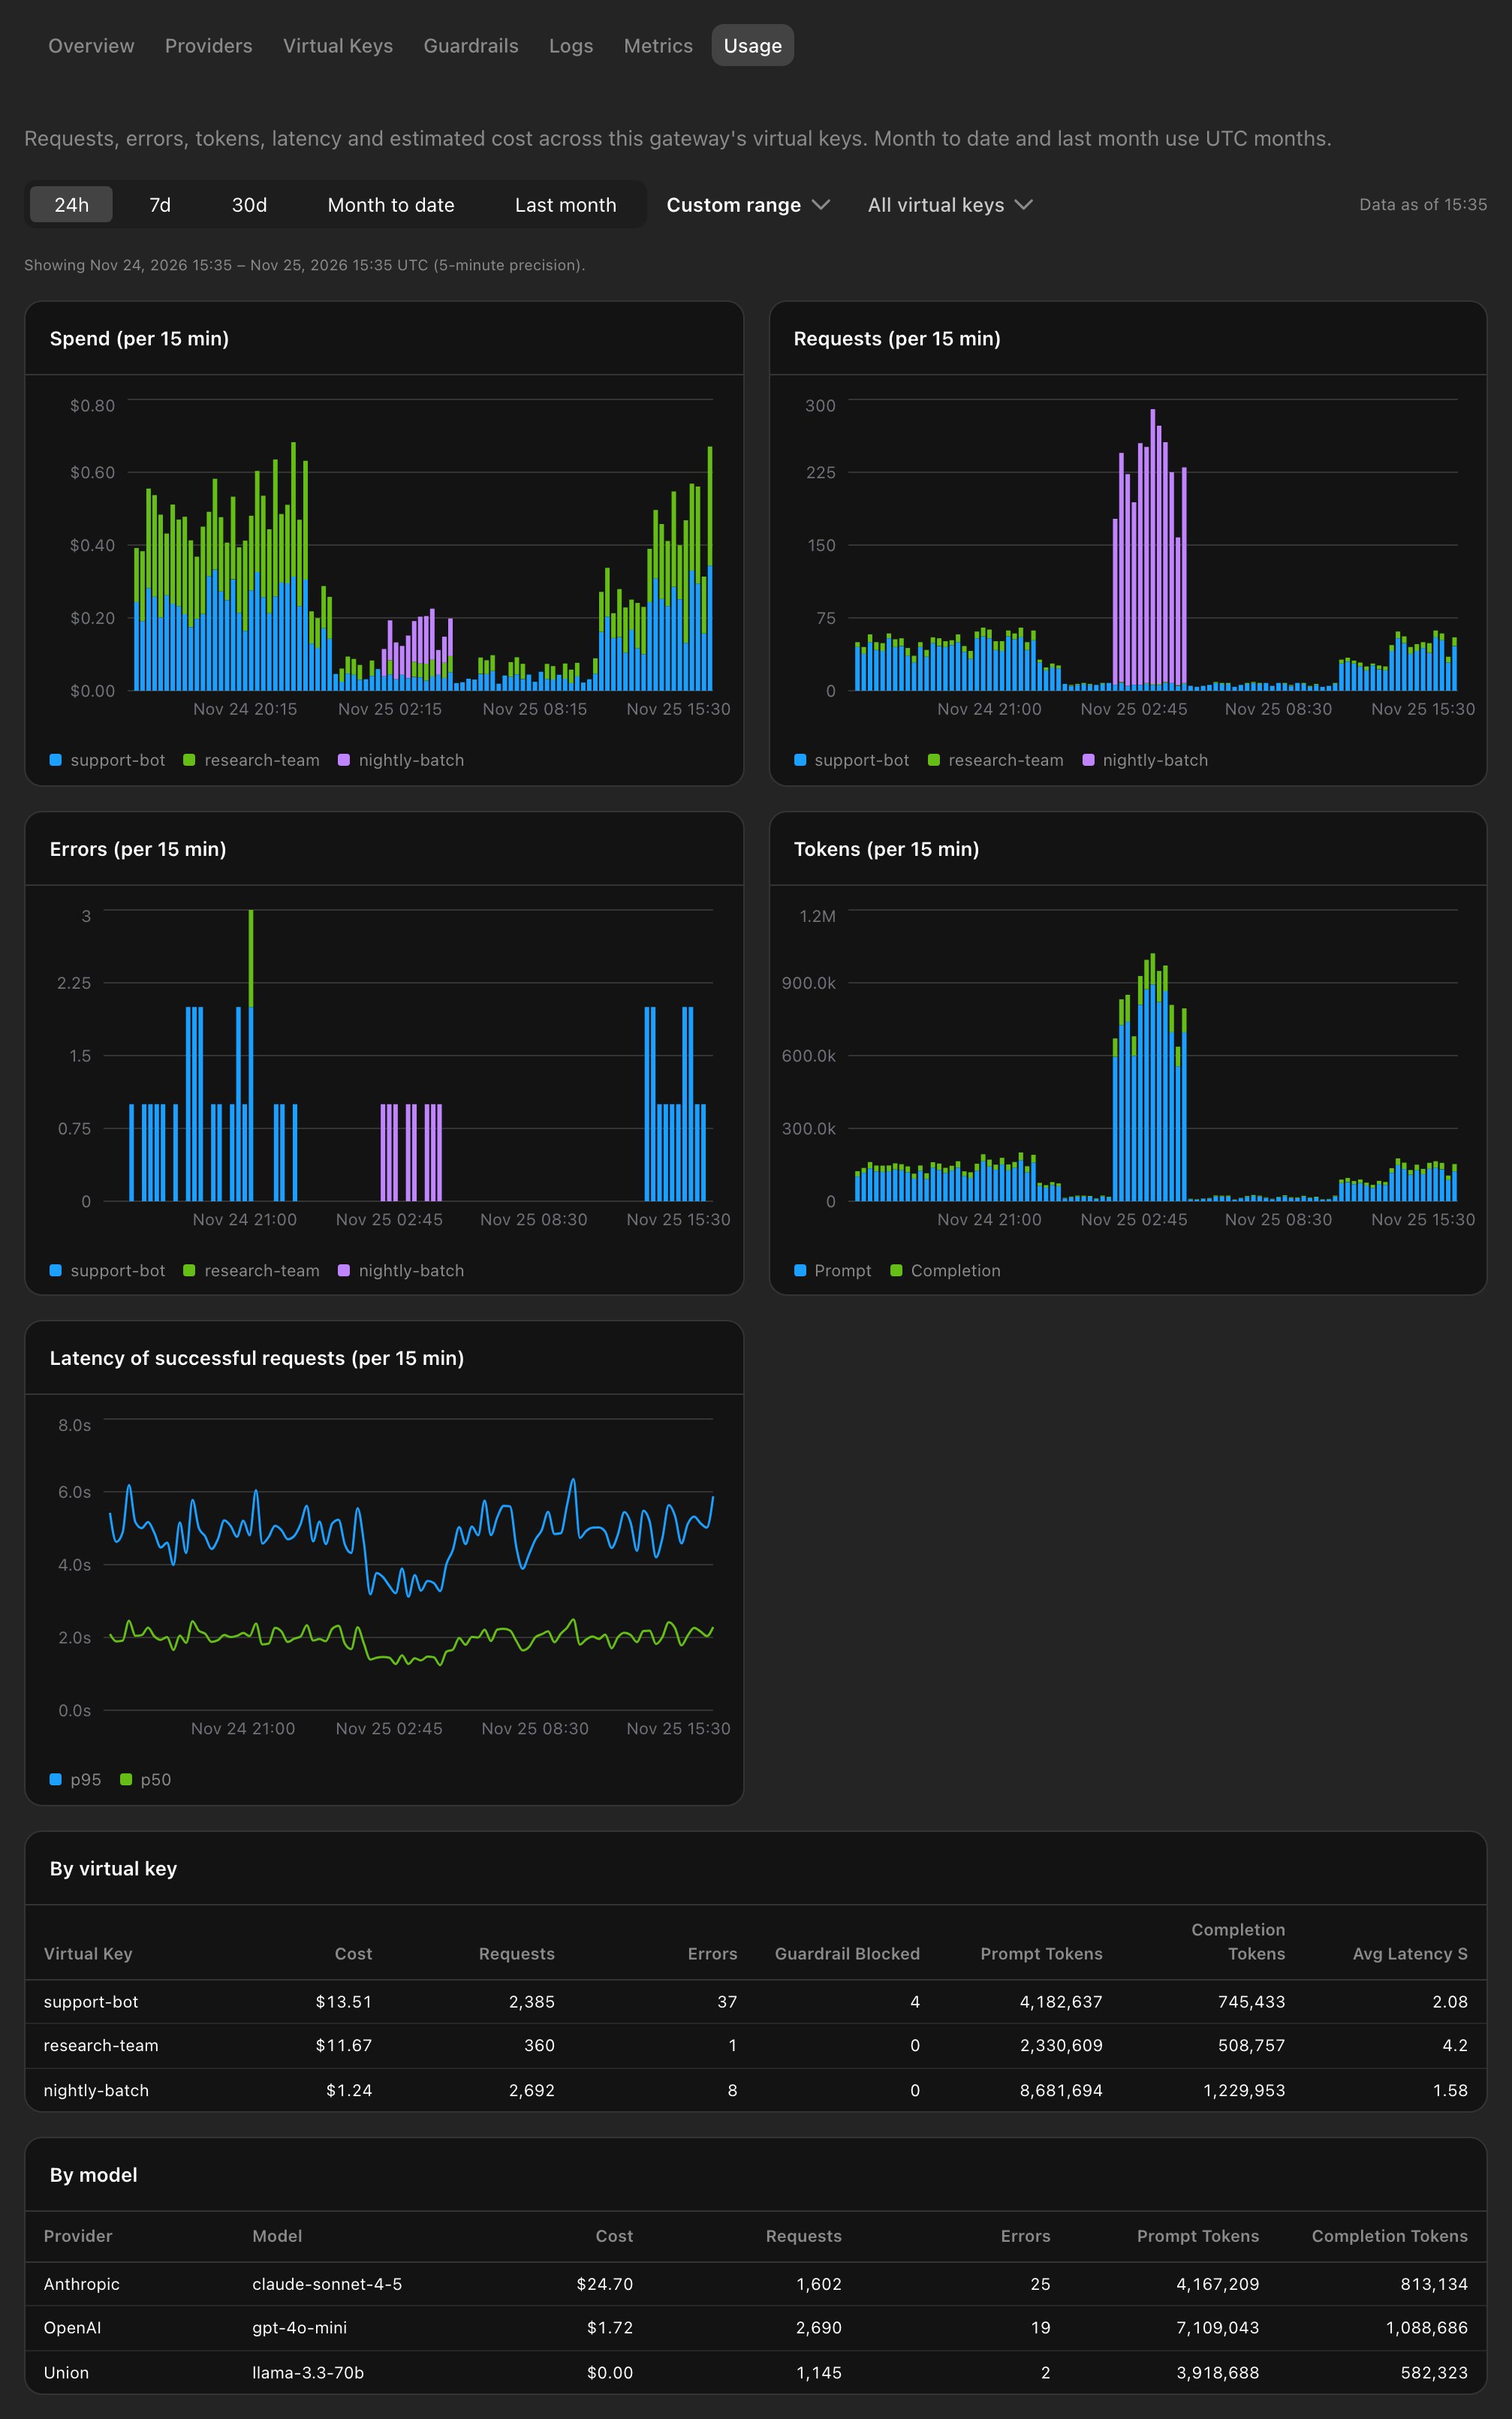 Overview Providers Virtual Keys Guardrails Logs Metrics Usage
Requests, errors, tokens, latency and estimated cost across this gateway's virtual keys. Month to date and last month use UTC months.
24h 7d 30d Month to date Last month Custom range All virtual keys Data as of 15:35
Showing Nov 24, 2026 15:35 – Nov 25, 2026 15:35 UTC (5-minute precision).
Spend (per 15 min)
$0.80
$0.60
$0.40
$0.20
$0.00
Nov 24 20:15 Nov 25 02:15 Nov 25 08:15 Nov 25 15:30
support-bot research-team nightly-batch
Requests (per 15 min)
300
225
150
75
0
Nov 24 21:00 Nov 25 02:45 Nov 25 08:30 Nov 25 15:30
support-bot research-team nightly-batch
Errors (per 15 min)
3
2.25
1.5
0.75
0
Nov 24 21:00 Nov 25 02:45 Nov 25 08:30 Nov 25 15:30
support-bot research-team nightly-batch
Tokens (per 15 min)
1.2M
900.0k
600.0k
300.0k
0
Nov 24 21:00 Nov 25 02:45 Nov 25 08:30 Nov 25 15:30
Prompt Completion
Latency of successful requests (per 15 min)
8.0s
6.0s
4.0s
2.0s
0.0s
Nov 24 21:00 Nov 25 02:45 Nov 25 08:30 Nov 25 15:30
p95 p50
By virtual key
Virtual Key Cost Requests Errors Guardrail Blocked Prompt Tokens Completion Tokens Avg Latency S
support-bot $13.51 2,385 37 4 4,182,637 745,433 2.08
research-team $11.67 360 1 0 2,330,609 508,757 4.2
nightly-batch $1.24 2,692 8 0 8,681,694 1,229,953 1.58
By model
Provider Model Cost Requests Errors Prompt Tokens Completion Tokens
Anthropic claude-sonnet-4-5 $24.70 1,602 25 4,167,209 813,134
OpenAI gpt-4o-mini $1.72 2,690 19 7,109,043 1,088,686
Union llama-3.3-70b $0.00 1,145 2 3,918,688 582,323